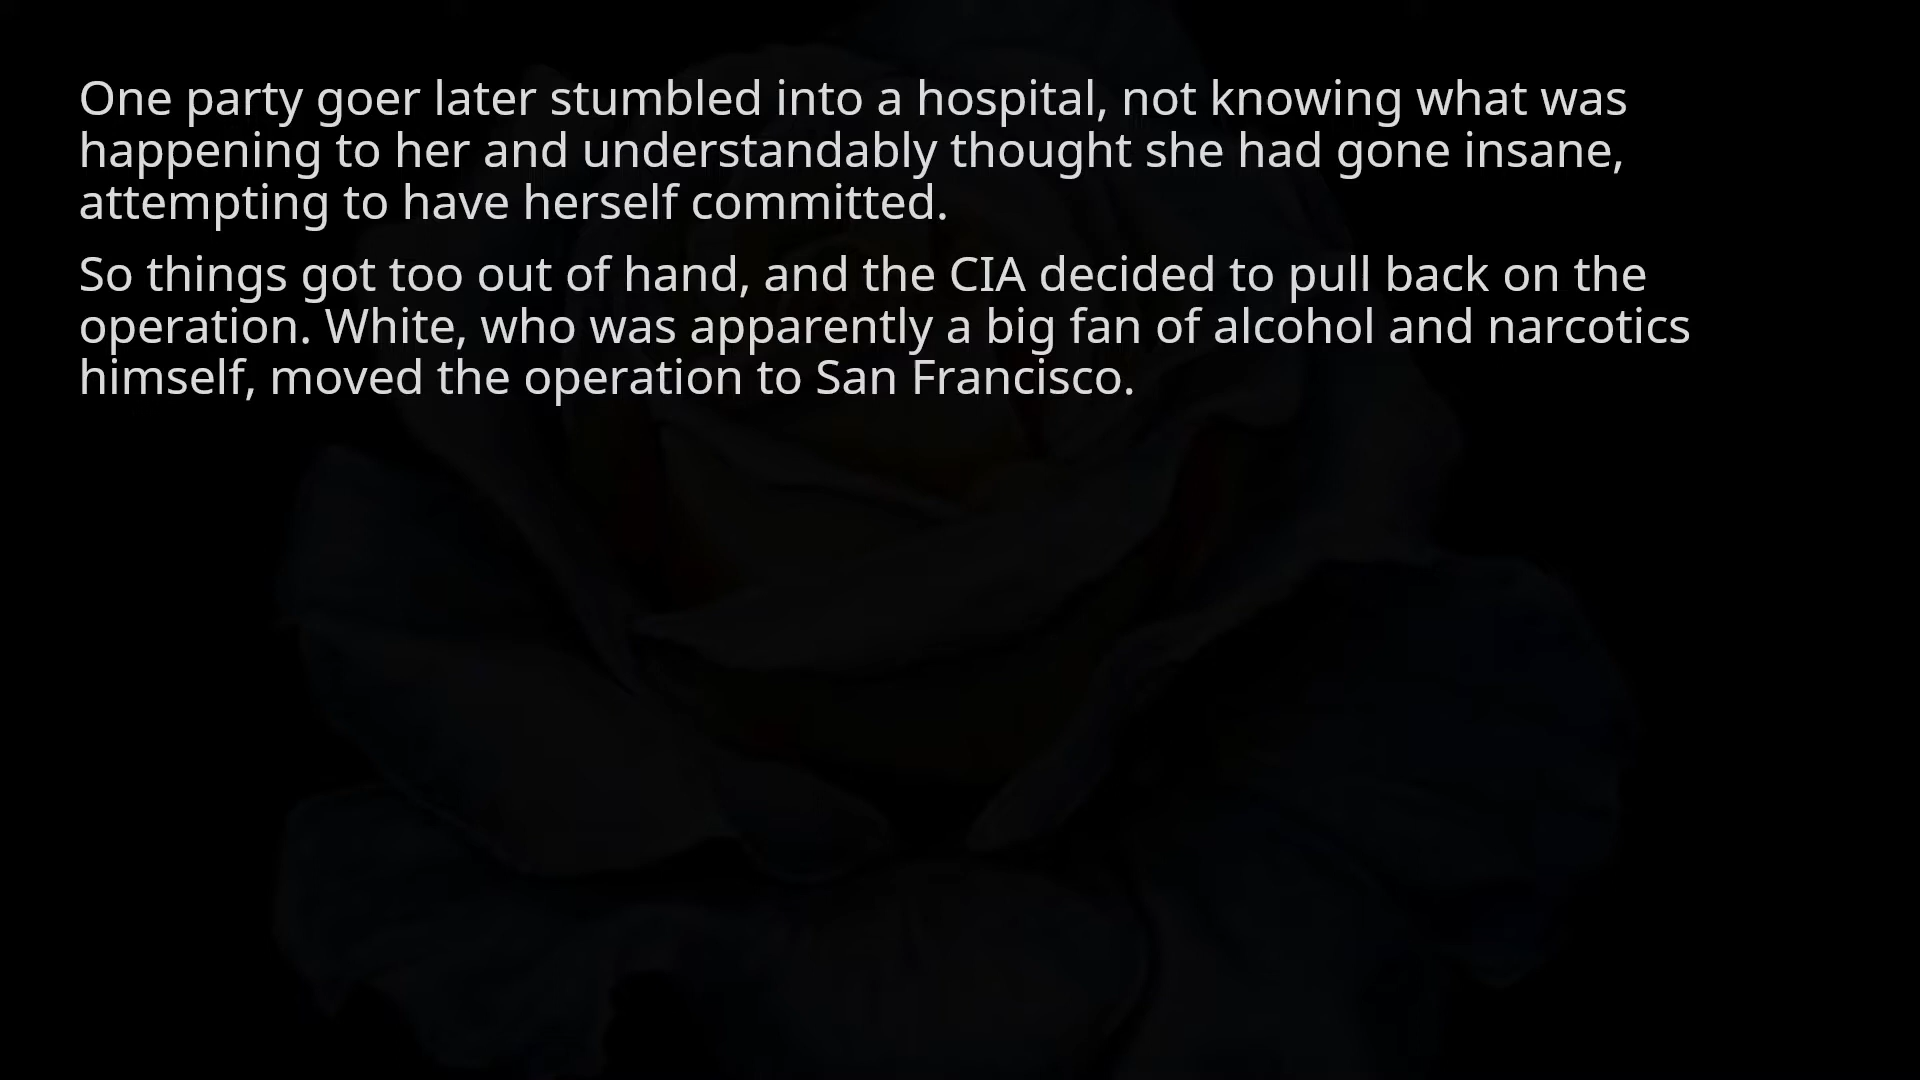 One party goer later stumbled into a hospital, not knowing what was
happening to her and understandably thought she had gone insane,
attempting to have herself committed.
So things got too out of hand, and the CIA decided to pull back on the
operation. White, who was apparently a big fan of alcohol and narcotics
himself, moved the operation to San Francisco.